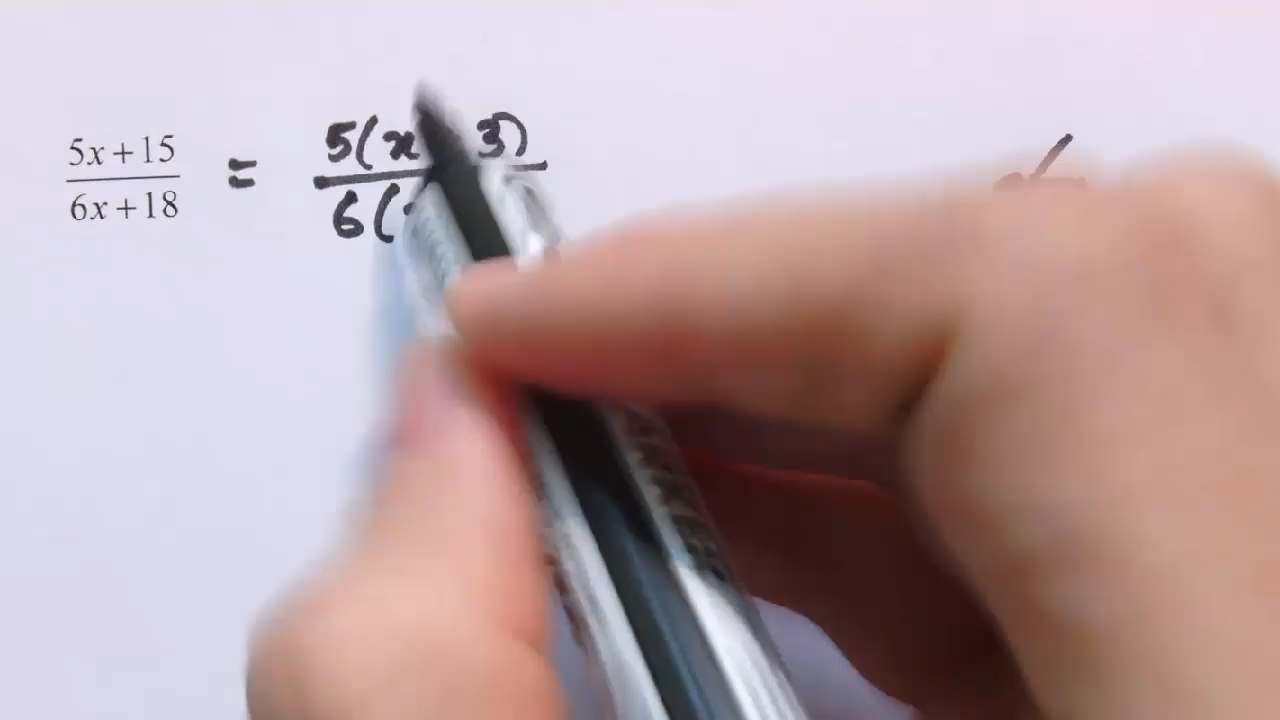 5x+15 = 5(x 3)
6x+18 6(